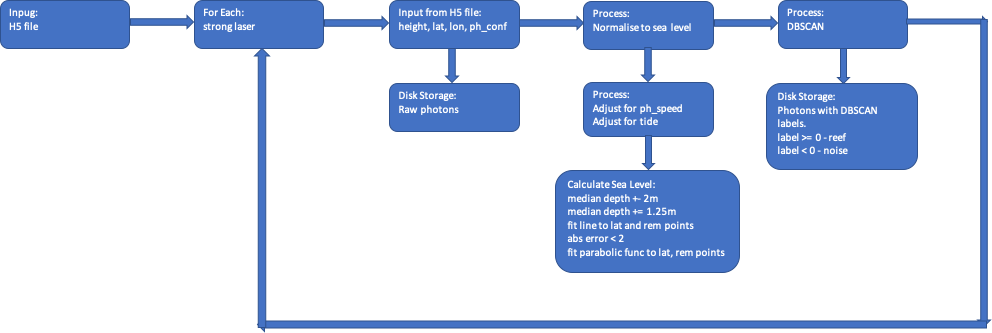 Inpug:
H5 file
For Each:
strong laser
Input from H5 file:
height, lat, lon, ph_conf
Process:
Normalise to sea level
Process:
DBSCAN
Disk Storage:
Raw photons
Process:
Adjust for ph_speed
Adjust for tide
Disk Storage:
Photons with DBSCAN
labels.
label >= 0 - reef
label < 0 - noise
Calculate Sea Level:
median depth +- 2m
median depth += 1.25m
fit line to lat and rem points
abs error < 2
fit parabolic func to lat, rem points